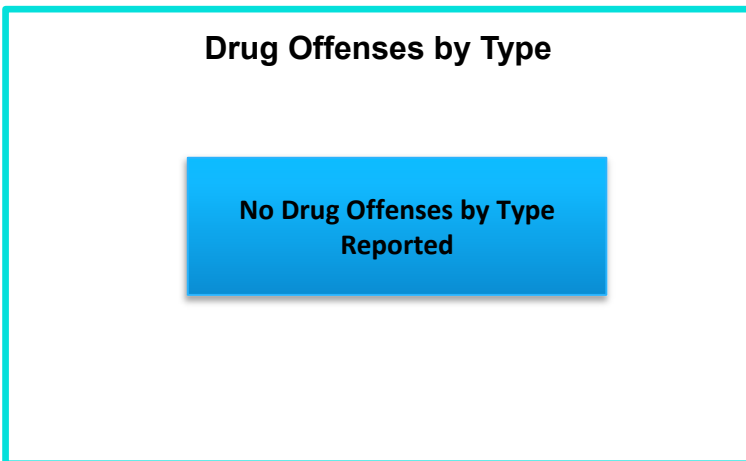 Drug Offenses by Type
No Drug Offenses by Type
Reported